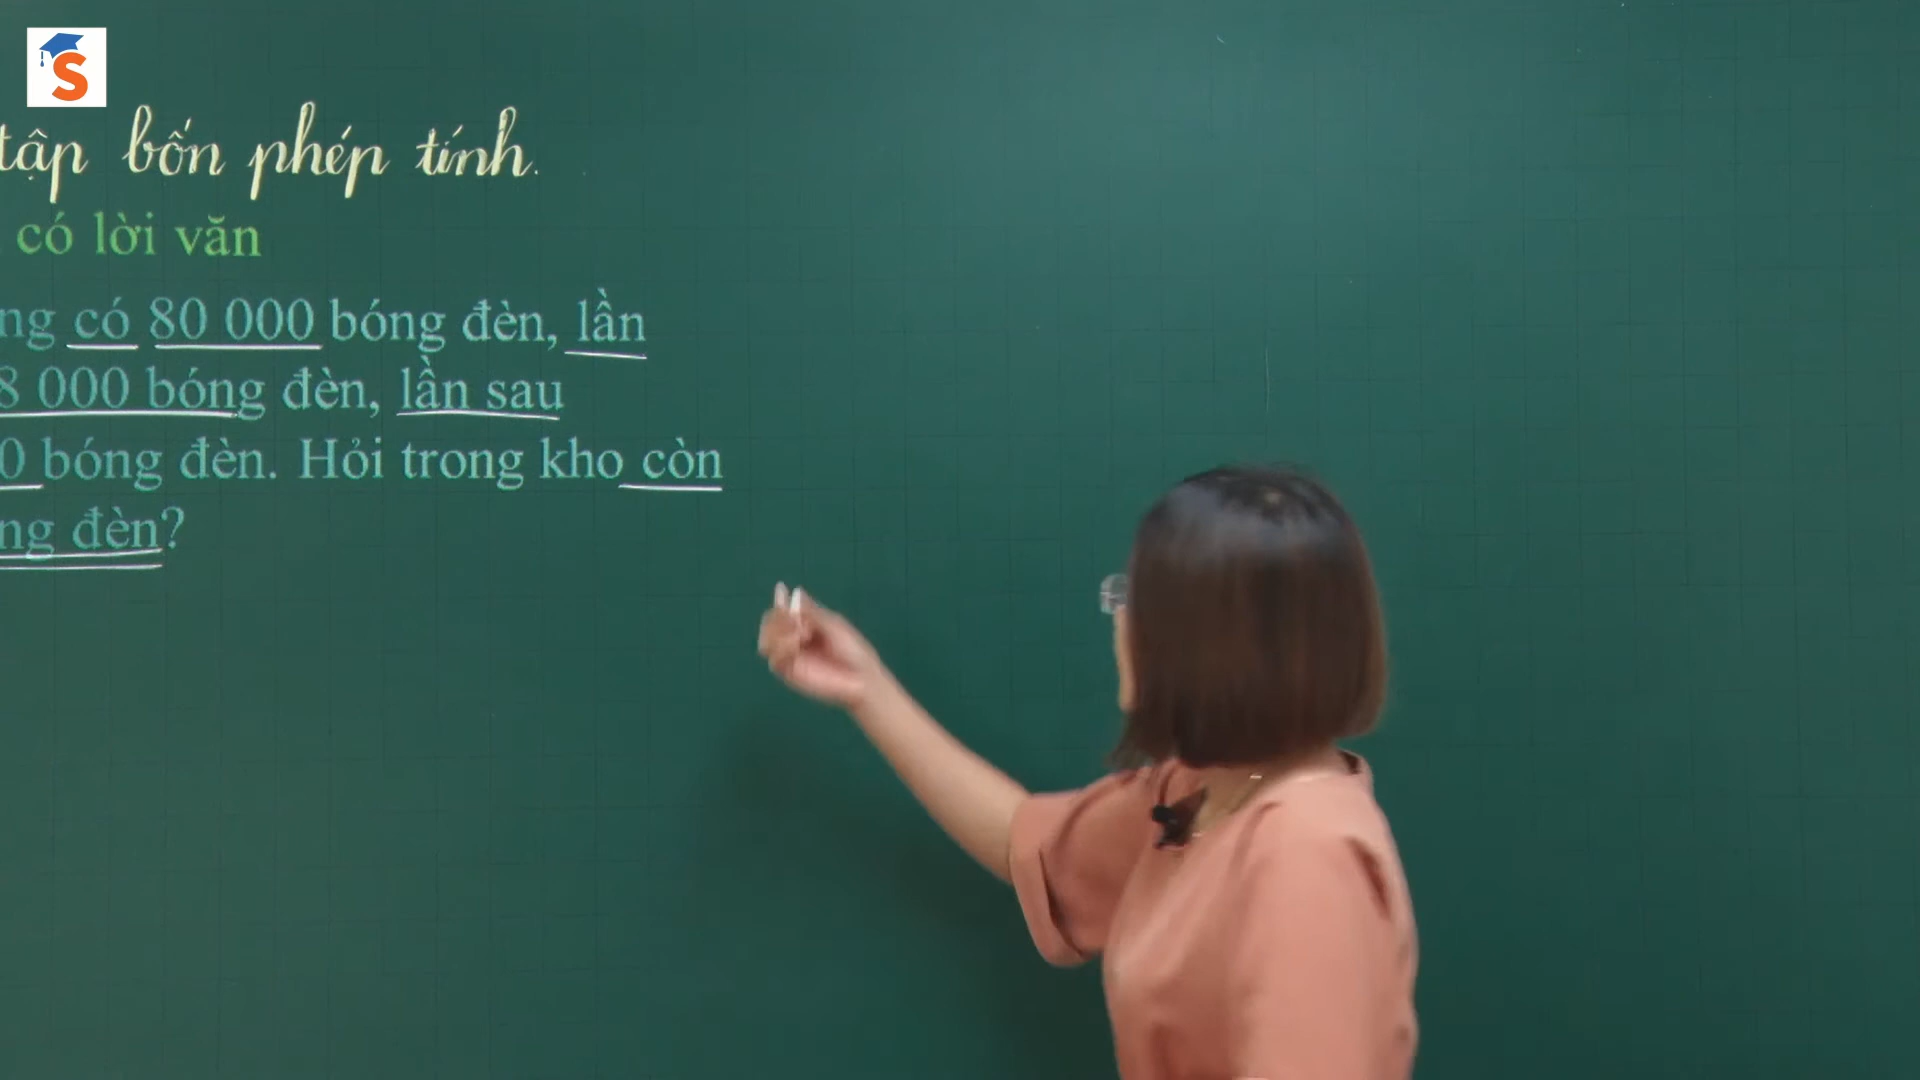 S
tập bốn phép tính.
có lời văn
ng có 80 000 bóng đèn, lần
8 000 bóng đèn, lần sau
0 bóng đèn. Hỏi trong kho còn
ng đèn?